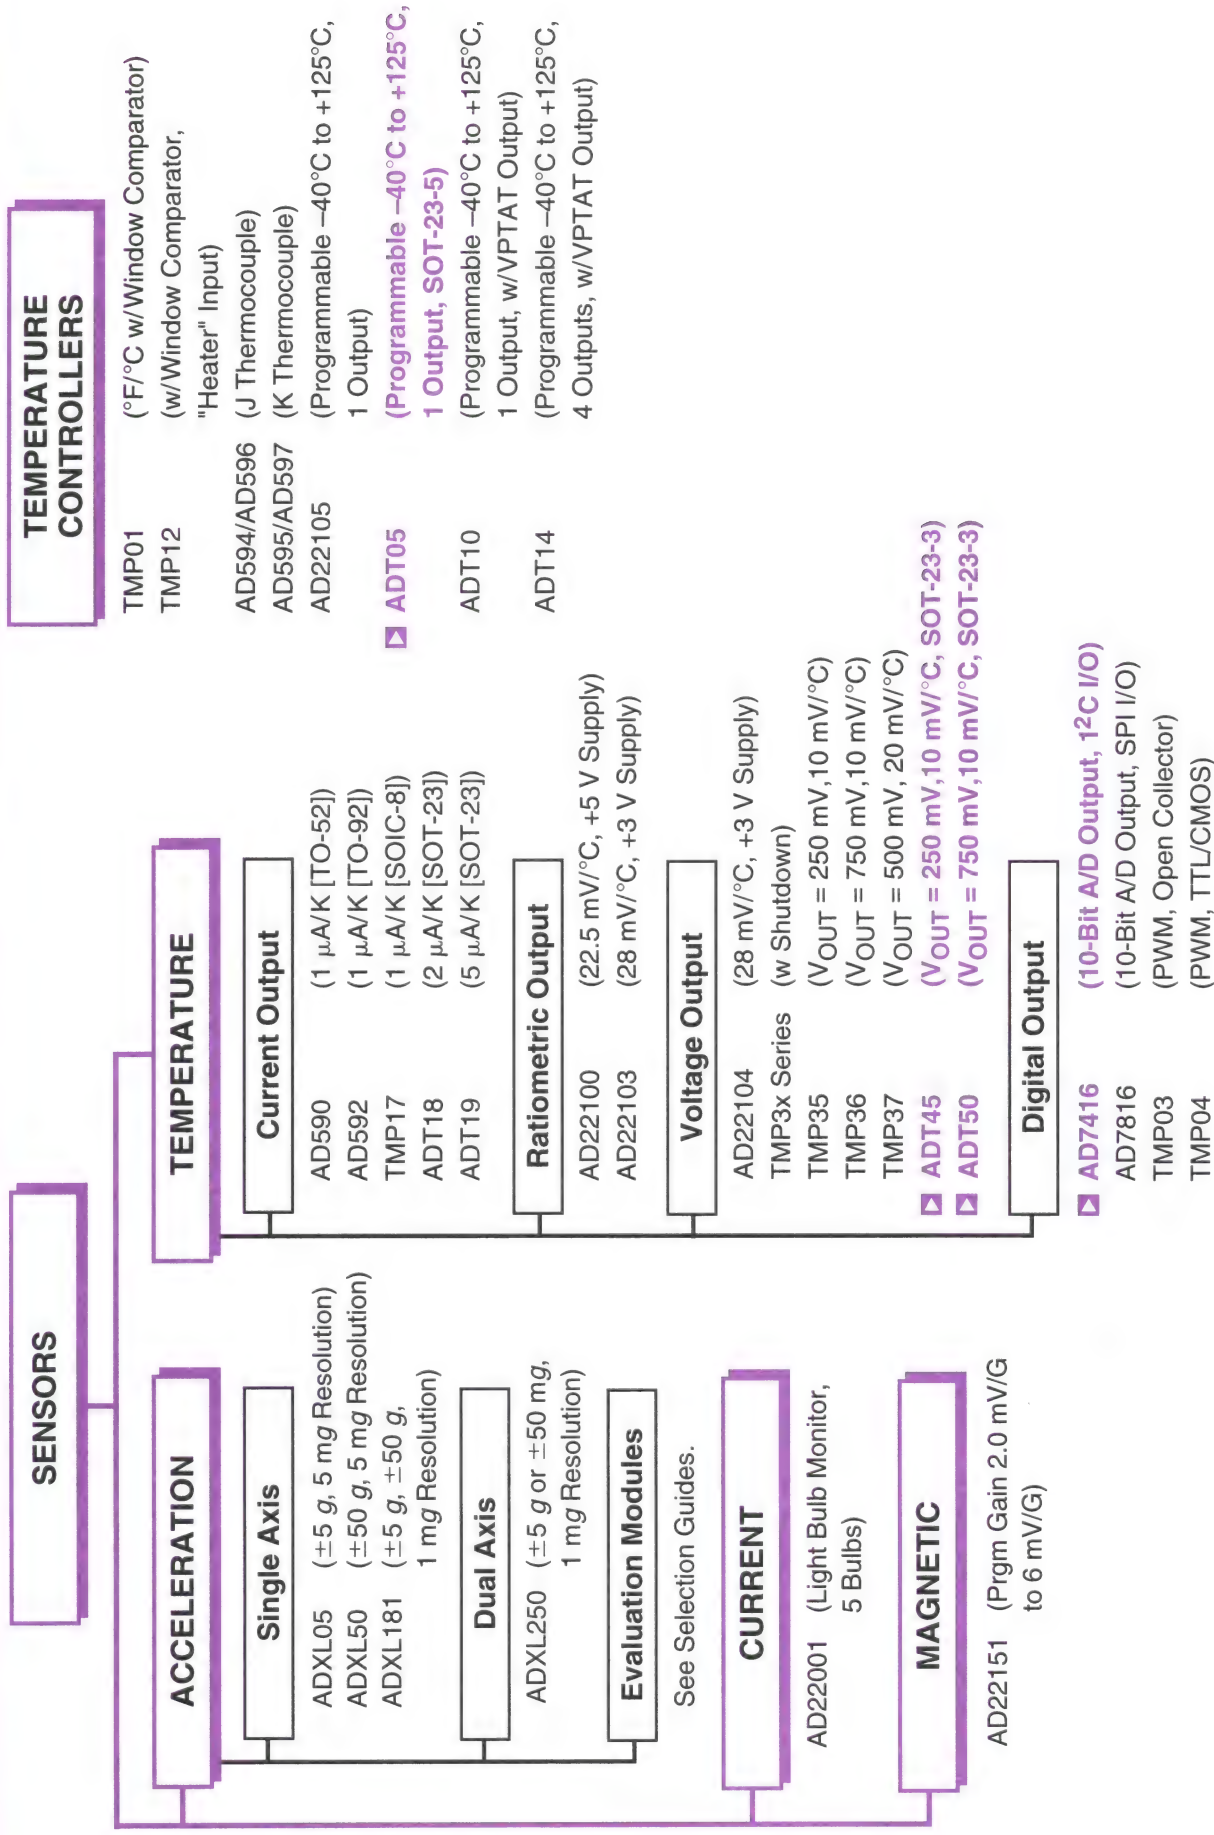 SENSORS
ACCELERATION
Single Axis
ADXL05 (±5 g, 5 mg Resolution)
ADXL50 (±50 g, 5 mg Resolution)
ADXL181 (±5 g, ±50 g,
1 mg Resolution)
Dual Axis
ADXL250 (±5 g or ±50 mg,
1 mg Resolution)
Evaluation Modules
See Selection Guides.
CURRENT
AD22001 (Light Bulb Monitor,
5 Bulbs)
MAGNETIC
AD22151 (Prgm Gain 2.0 mV/G
to 6 mV/G)
TEMPERATURE
Current Output
AD590 (1 μA/K [TO-52])
AD592 (1 μA/K [TO-92])
TMP17 (1 μA/K [SOIC-8])
ADT18 (2 μA/K [SOT-23])
ADT19 (5 μA/K [SOT-23])
Ratiometric Output
AD22100 (22.5 mV/°C, +5 V Supply)
AD22103 (28 mV/°C, +3 V Supply)
Voltage Output
AD22104 (28 mV/°C, +3 V Supply)
TMP3x Series (w Shutdown)
TMP35 (VOUT = 250 mV,10 mV/°C)
TMP36 (VOUT = 750 mV,10 mV/°C)
TMP37 (VOUT = 500 mV, 20 mV/°C)
ADT45 (VOUT = 250 mV,10 mV/°C, SOT-23-3)
ADT50 (VOUT = 750 mV,10 mV/°C, SOT-23-3)
Digital Output
AD7416 (10-Bit A/D Output, 1²C I/O)
AD7816 (10-Bit A/D Output, SPI I/O)
TMP03 (PWM, Open Collector)
TMP04 (PWM, TTL/CMOS)
TEMPERATURE
CONTROLLERS
TMP01 (°F/°C w/Window Comparator)
TMP12 (w/Window Comparator,
"Heater" Input)
AD594/AD596 (J Thermocouple)
AD595/AD597 (K Thermocouple)
AD22105 (Programmable –40°C to +125°C,
1 Output)
ADT05 (Programmable –40°C to +125°C,
1 Output, SOT-23-5)
ADT10 (Programmable –40°C to +125°C,
1 Output, w/VPTAT Output)
ADT14 (Programmable –40°C to +125°C,
4 Outputs, w/VPTAT Output)